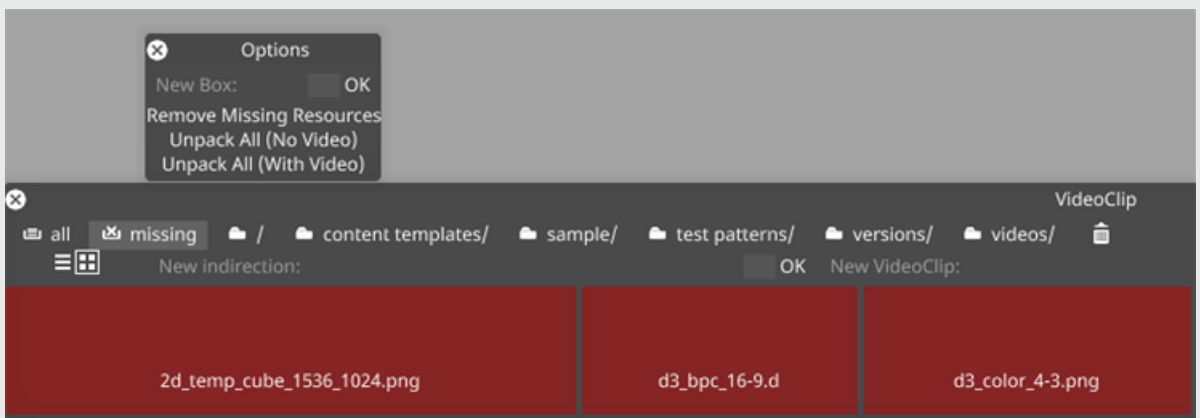 Options
New Box: OK
Remove Missing Resources
Unpack All (No Video)
Unpack All (With Video)
VideoClip
all missing / content templates/ sample/ test patterns/ versions/ videos/
New indirection: OK New VideoClip:
2d_temp_cube_1536_1024.png d3_bpc_16-9.d d3_color_4-3.png